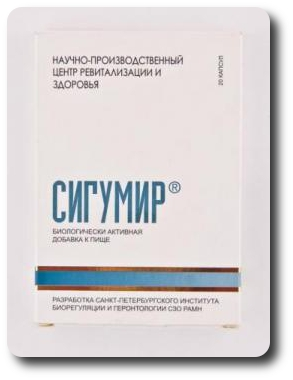 НАУЧНО-ПРОИЗВОДСТВЕННЫЙ
ЦЕНТР РЕВИТАЛИЗАЦИИ И
ЗДОРОВЬЯ
20 КАПСУЛ
СИГУМИР®
БИОЛОГИЧЕСКИ АКТИВНАЯ
ДОБАВКА К ПИЩЕ
РАЗРАБОТКА САНКТ-ПЕТЕРБУРГСКОГО ИНСТИТУТА
БИОРЕГУЛЯЦИИ И ГЕРОНТОЛОГИИ СЗО РАМН